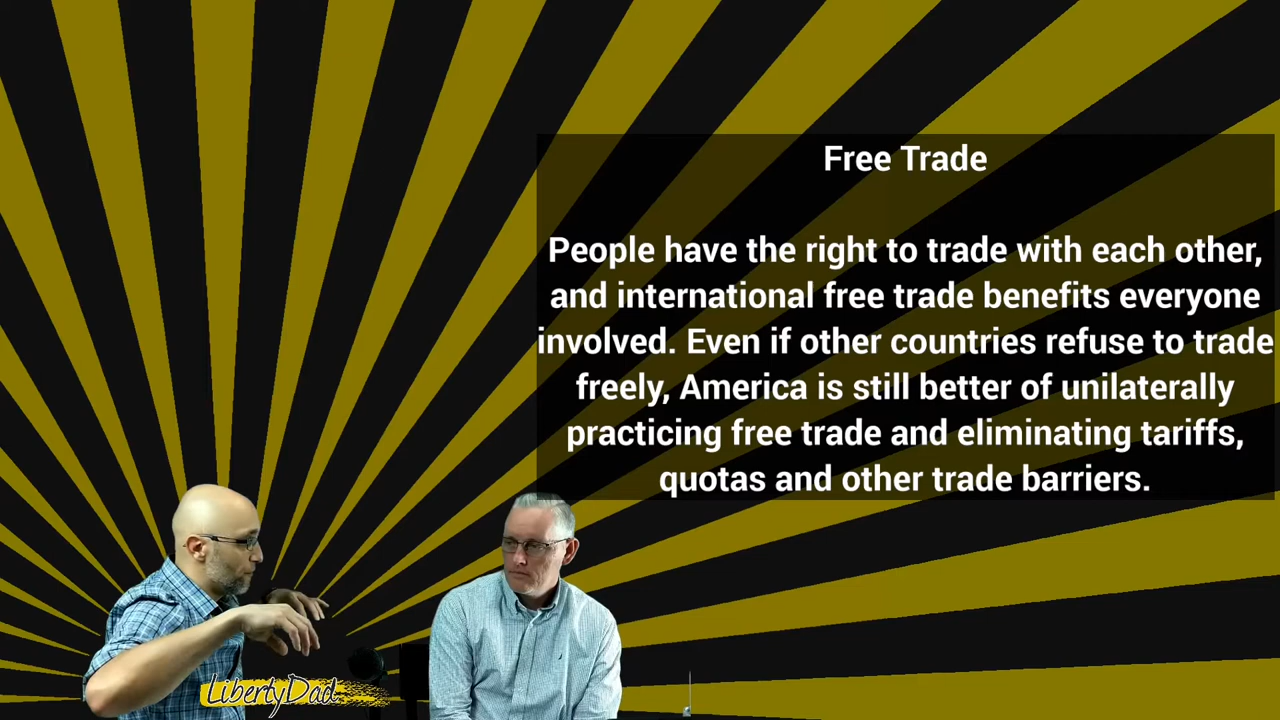 Free Trade
People have the right to trade with each other,
and international free trade benefits everyone
involved. Even if other countries refuse to trade
freely, America is still better of unilaterally
practicing free trade and eliminating tariffs,
quotas and other trade barriers.
LibertyDad